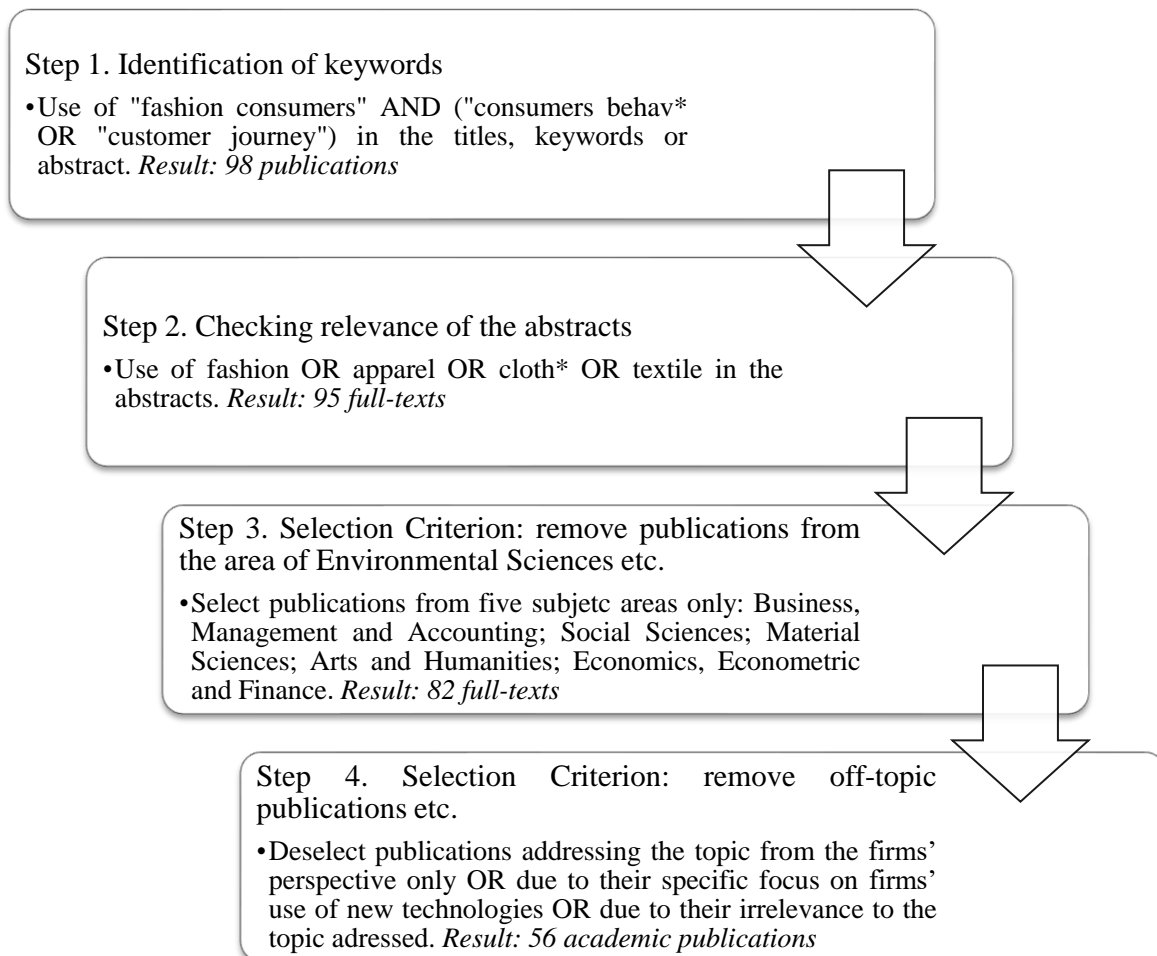 Step 1. Identification of keywords
•Use of "fashion consumers" AND ("consumers behav*
OR "customer journey") in the titles, keywords or
abstract. Result: 98 publications
Step 2. Checking relevance of the abstracts
•Use of fashion OR apparel OR cloth* OR textile in the
abstracts. Result: 95 full-texts
Step 3. Selection Criterion: remove publications from
the area of Environmental Sciences etc.
•Select publications from five subjetc areas only: Business,
Management and Accounting; Social Sciences; Material
Sciences; Arts and Humanities; Economics, Econometric
and Finance. Result: 82 full-texts
Step 4. Selection Criterion: remove off-topic
publications etc.
•Deselect publications addressing the topic from the firms’
perspective only OR due to their specific focus on firms’
use of new technologies OR due to their irrelevance to the
topic adressed. Result: 56 academic publications